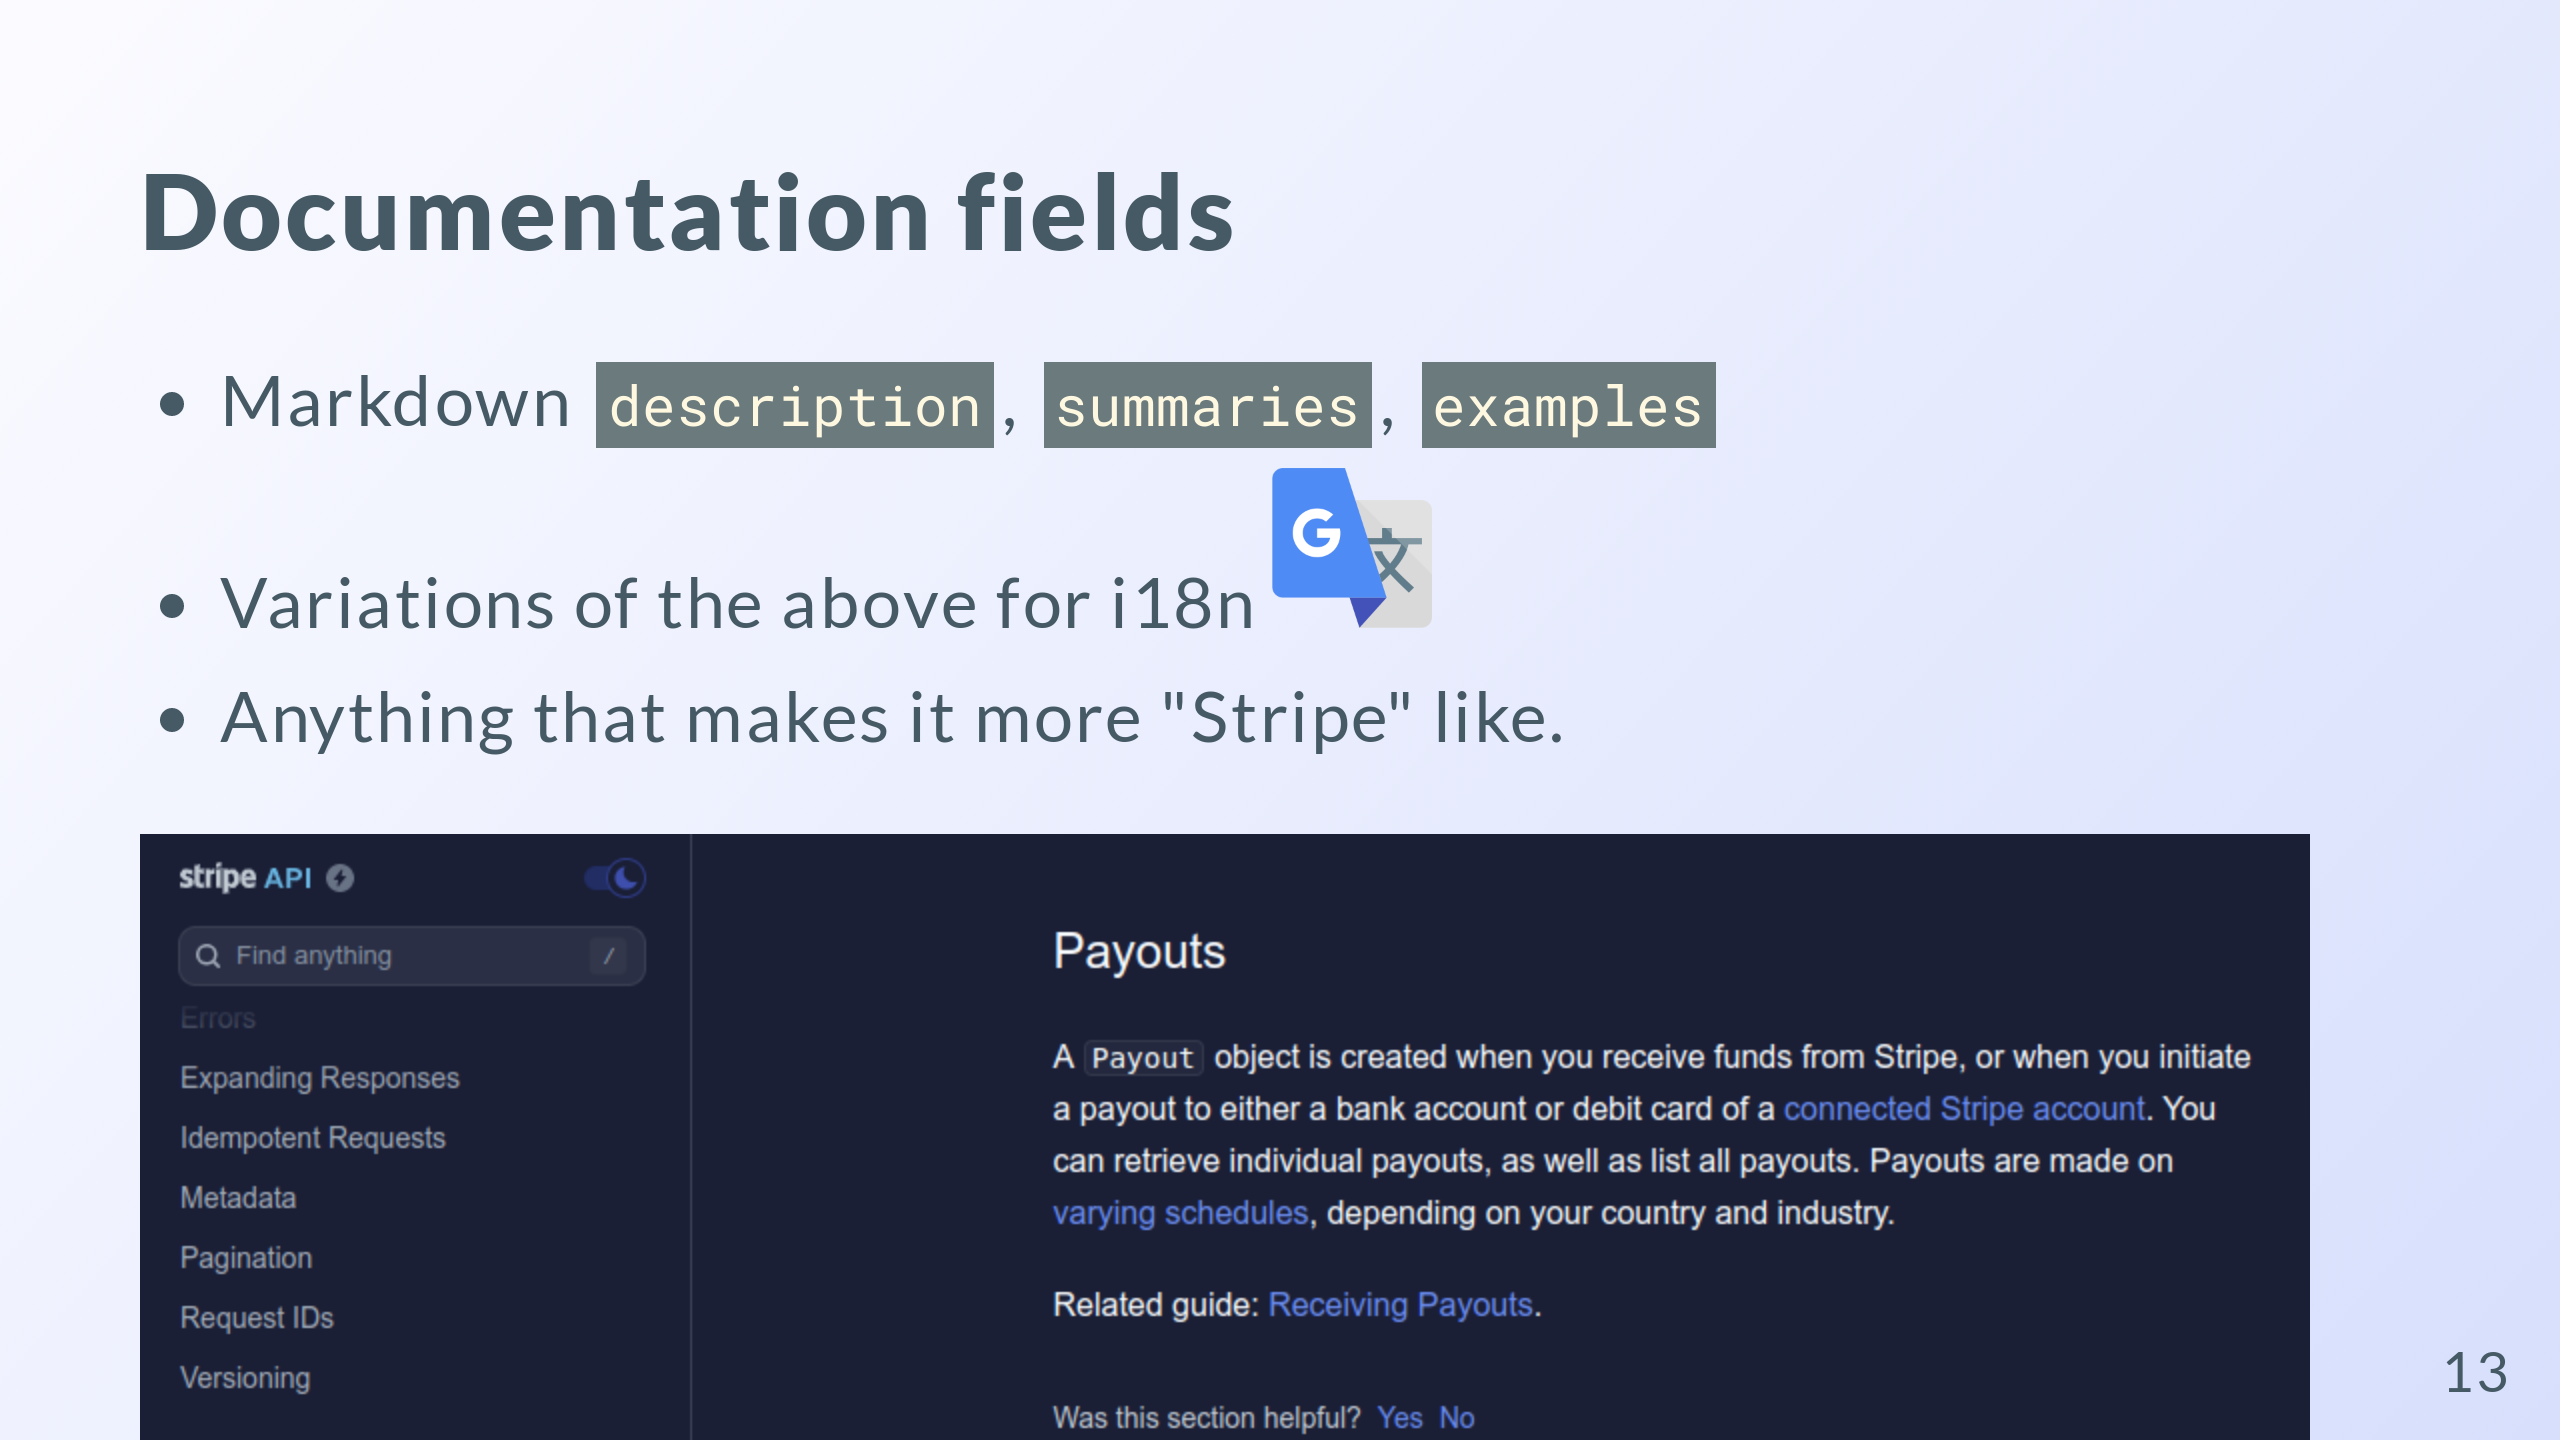 Documentation fields
• Markdown description, summaries, examples
G 文
• Variations of the above for i18n
• Anything that makes it more "Stripe" like.
stripe API
Find anything /
Errors
Expanding Responses
Idempotent Requests
Metadata
Pagination
Request IDs
Versioning
Payouts
A Payout object is created when you receive funds from Stripe, or when you initiate
a payout to either a bank account or debit card of a connected Stripe account. You
can retrieve individual payouts, as well as list all payouts. Payouts are made on
varying schedules, depending on your country and industry.
Related guide: Receiving Payouts.
Was this section helpful? Yes No
13